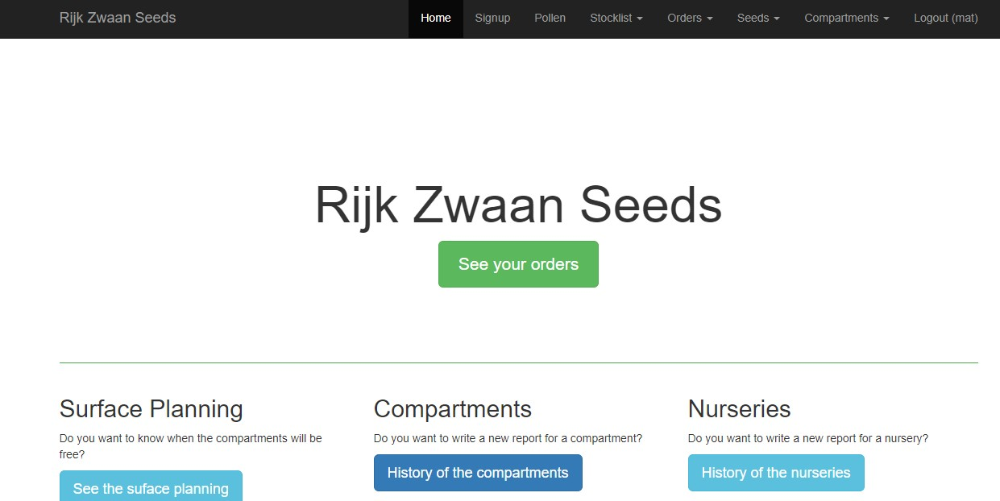 Rijk Zwaan Seeds
Home Signup Pollen Stocklist Orders Seeds Compartments Logout (mat)
Rijk Zwaan Seeds
See your orders
Surface Planning
Do you want to know when the compartments will be
free?
See the suface planning
Compartments
Do you want to write a new report for a compartment?
History of the compartments
Nurseries
Do you want to write a new report for a nursery?
History of the nurseries